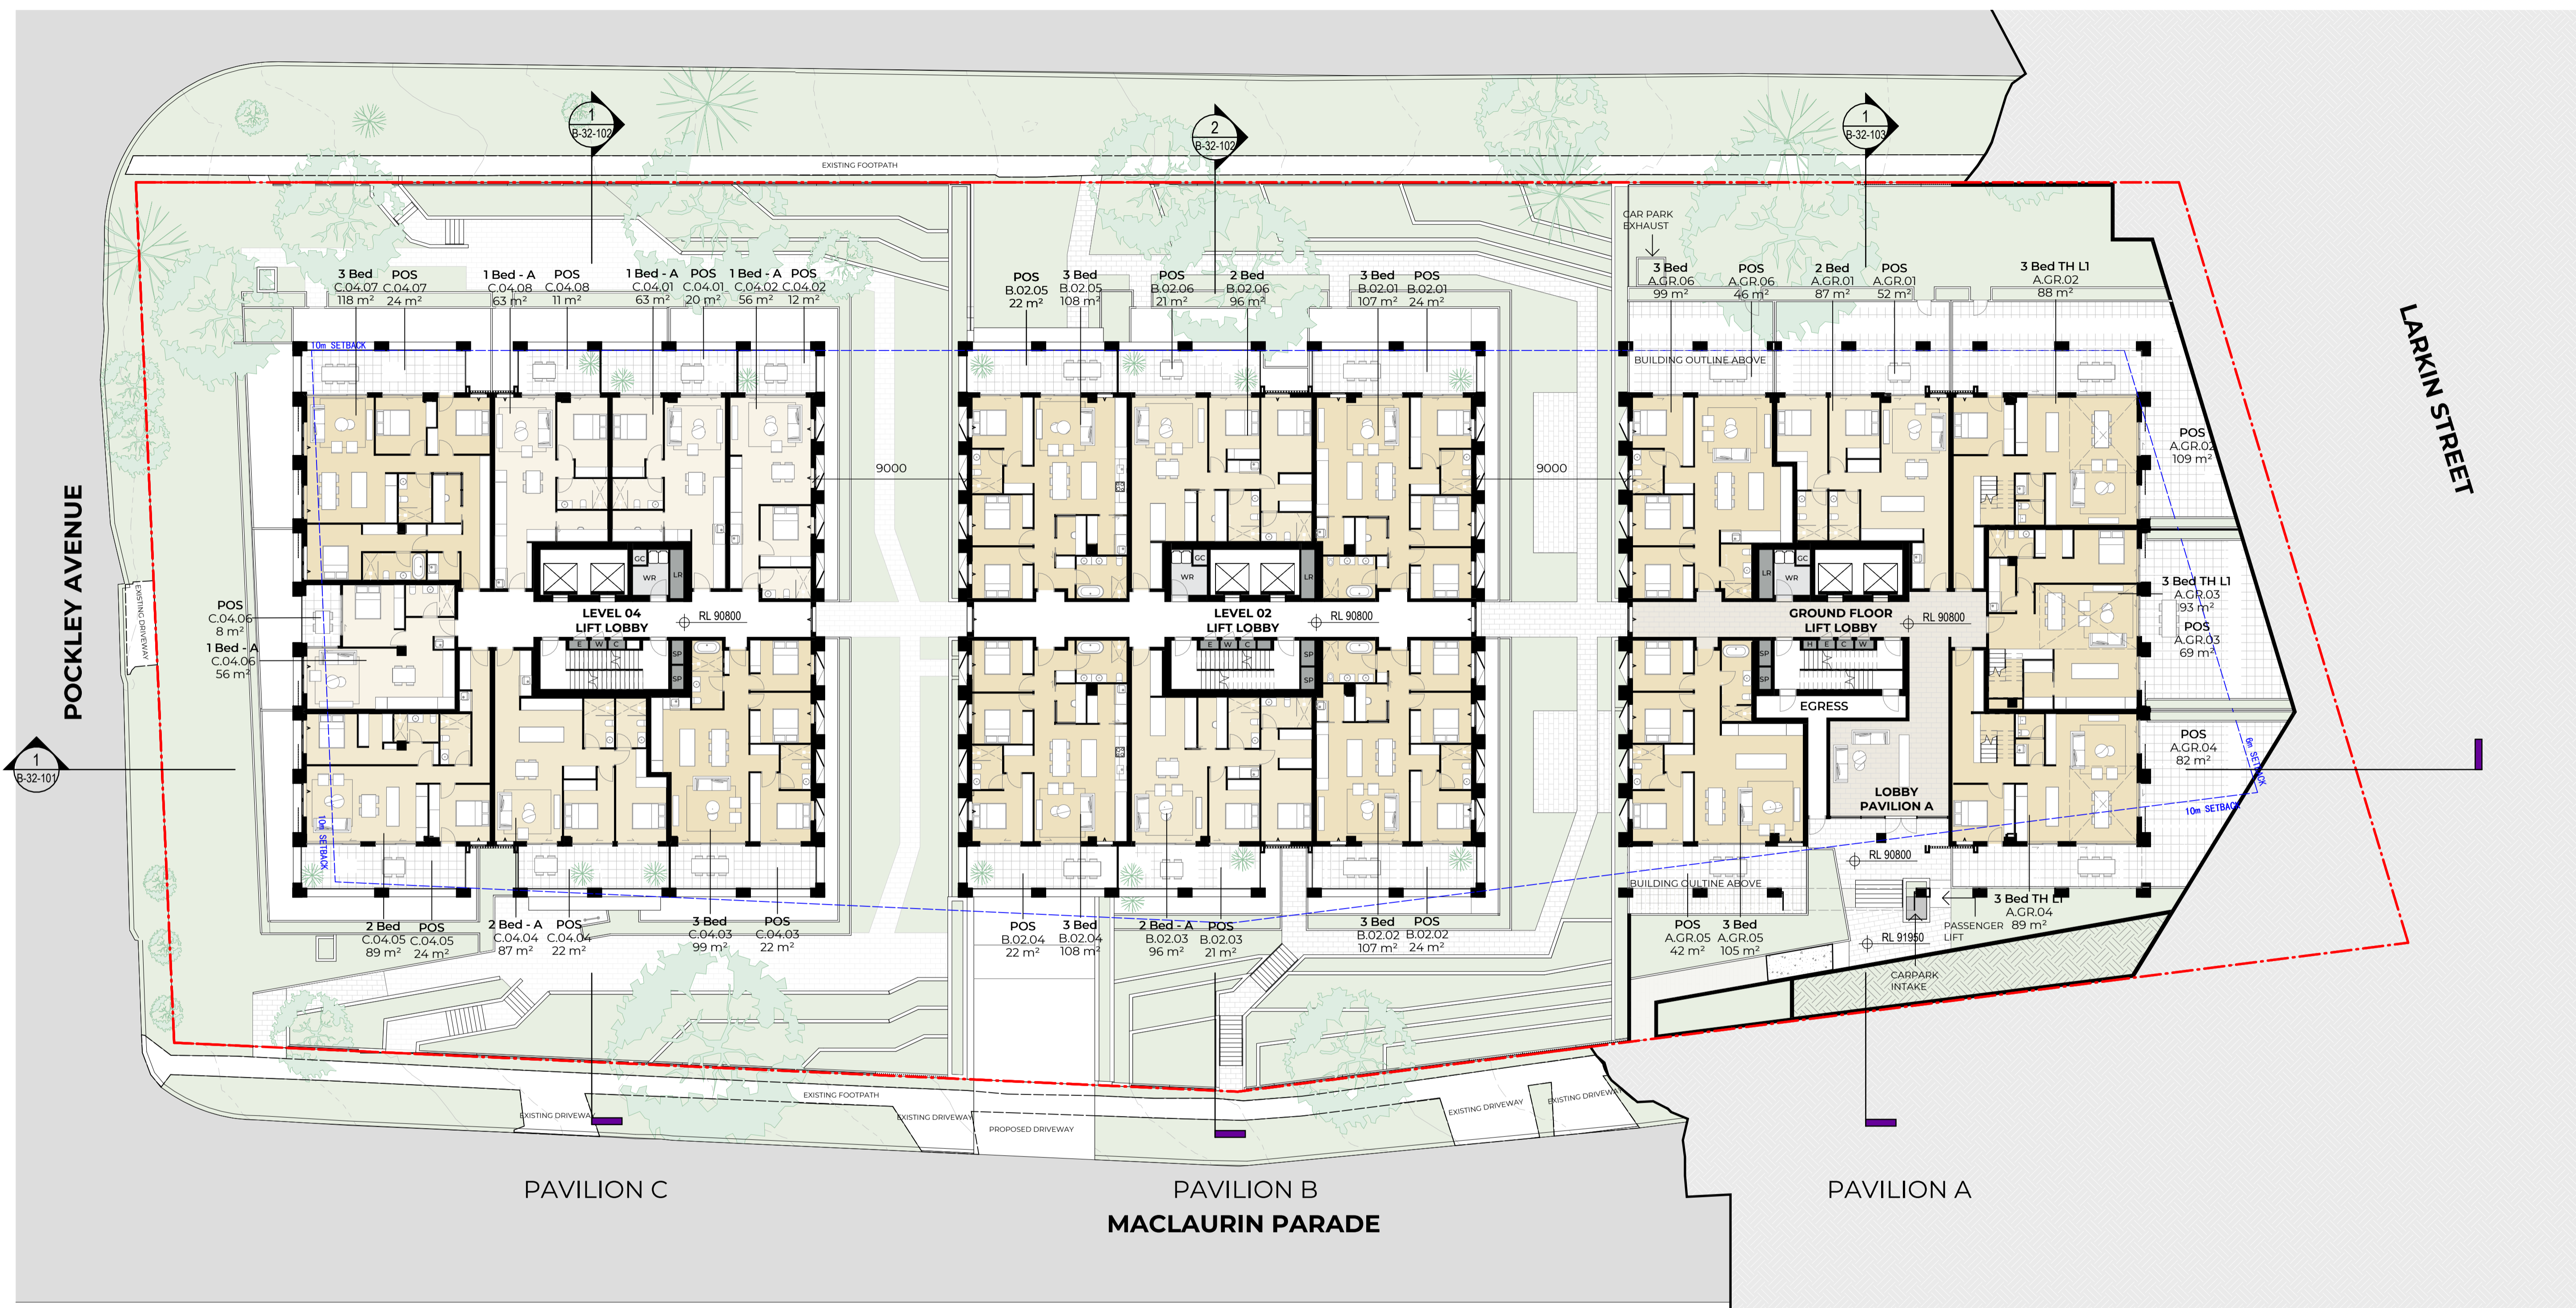 1
B-32-102
2
B-32-102
1
B-32-103
EXISTING FOOTPATH
CAR PARK
EXHAUST
3 Bed
C.04.07
118 m²
POS
C.04.07
24 m²
1 Bed - A
C.04.08
63 m²
POS
C.04.08
11 m²
1 Bed - A
C.04.01
63 m²
POS
C.04.01
20 m²
1 Bed - A
C.04.02
56 m²
POS
C.04.02
12 m²
POS
B.02.05
22 m²
3 Bed
B.02.05
108 m²
POS
B.02.06
21 m²
2 Bed
B.02.06
96 m²
3 Bed
B.02.01
107 m²
POS
B.02.01
24 m²
3 Bed
A.GR.06
99 m²
POS
A.GR.06
46 m²
2 Bed
A.GR.01
87 m²
POS
A.GR.01
52 m²
3 Bed TH L1
A.GR.02
88 m²
LARKIN STREET
10m SETBACK
BUILDING OUTLINE ABOVE
POS
A.GR.02
109 m²
9000
9000
POCKLEY AVENUE
EXISTING DRIVEWAY
GC
WR
LR
GC
WR
LR
LR
WR
GC
POS
C.04.06
8 m²
1 Bed - A
C.04.06
56 m²
LEVEL 04
LIFT LOBBY
RL 90800
LEVEL 02
LIFT LOBBY
RL 90800
GROUND FLOOR
LIFT LOBBY
RL 90800
3 Bed TH L1
A.GR.03
93 m²
POS
A.GR.03
69 m²
E W C
SP
SP
E W C
SP
SP
SP
SP
H E C W
EGRESS
1
B-32-101
POS
A.GR.04
82 m²
6m SETBACK
10m SETBACK
LOBBY
PAVILION A
10m SETBACK
RL 90800
BUILDING OULTINE ABOVE
2 Bed
C.04.05
89 m²
POS
C.04.05
24 m²
2 Bed - A
C.04.04
87 m²
POS
C.04.04
22 m²
3 Bed
C.04.03
99 m²
POS
C.04.03
22 m²
POS
B.02.04
22 m²
3 Bed
B.02.04
108 m²
2 Bed - A
B.02.03
96 m²
POS
B.02.03
21 m²
3 Bed
B.02.02
107 m²
POS
B.02.02
24 m²
POS
A.GR.05
42 m²
3 Bed
A.GR.05
105 m²
3 Bed TH L1
A.GR.04
89 m²
PASSENGER
LIFT
RL 91950
CARPARK
INTAKE
EXISTING FOOTPATH
EXISTING DRIVEWAY
EXISTING DRIVEWAY
PROPOSED DRIVEWAY
EXISTING DRIVEWAY
EXISTING DRIVEWAY
PAVILION C
PAVILION B
PAVILION A
MACLAURIN PARADE